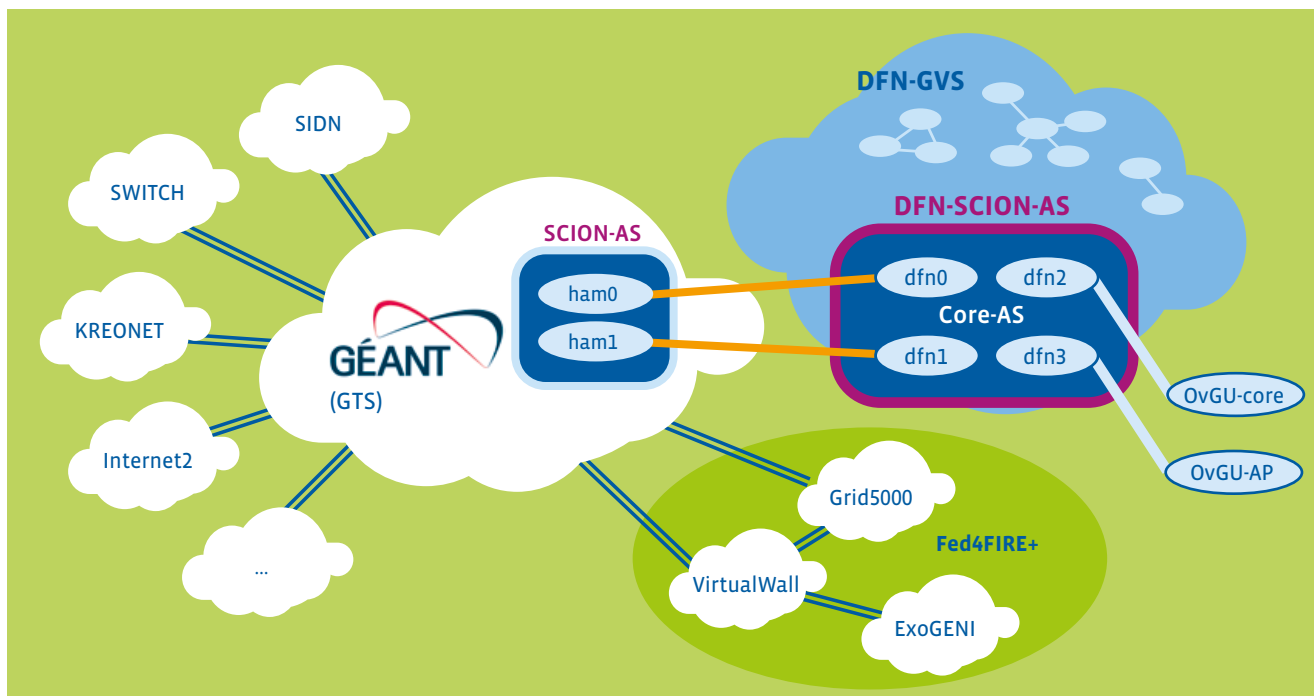 DFN-GVS
SIDN
SWITCH
DFN-SCION-AS
SCION-AS
ham0
dfn0
dfn2
KREONET
Core-AS
ham1
dfn1
dfn3
GÉANT
(GTS)
OvGU-core
Internet2
OvGU-AP
Grid5000
Fed4FIRE+
...
VirtualWall
ExoGENI